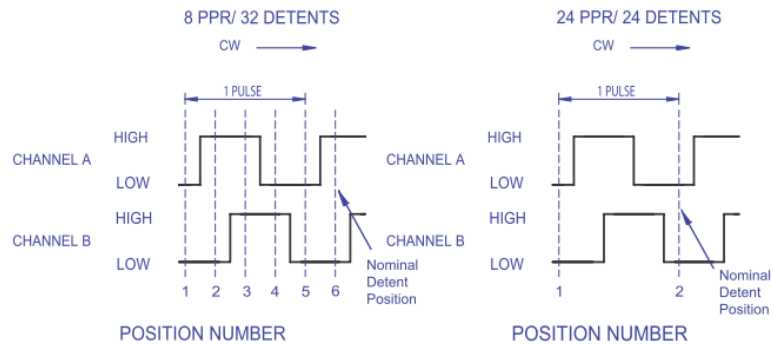 8 PPR/ 32 DETENTS
CW
1 PULSE
HIGH
CHANNEL A
LOW
HIGH
CHANNEL B
LOW
1 2 3 4 5 6
Nominal
Detent
Position
POSITION NUMBER
24 PPR/ 24 DETENTS
CW
1 PULSE
HIGH
CHANNEL A
LOW
HIGH
CHANNEL B
LOW
1 2
Nominal
Detent
Position
POSITION NUMBER